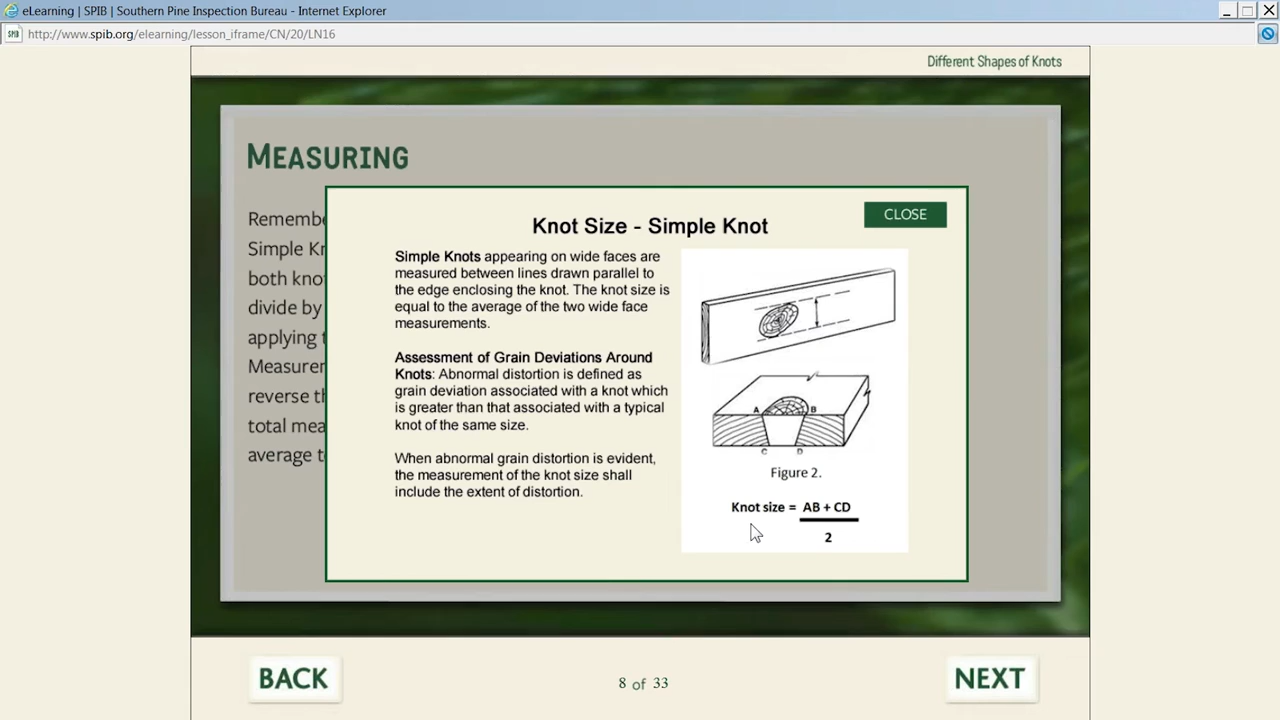 eLearning | SPIB | Southern Pine Inspection Bureau - Internet Explorer
SPIB
http://www.spib.org/elearning/lesson_iframe/CN/20/LN16
Different Shapes of Knots
MEASURING
Simple
both
divide by
applying
reverse
total
average
CLOSE
Knot Size - Simple Knot
Simple Knots appearing on wide faces are
measured between lines drawn parallel to
the edge enclosing the knot. The knot size is
equal to the average of the two wide face
measurements.
Assessment of Grain Deviations Around
Knots: Abnormal distortion is defined as
grain deviation associated with a knot which
is greater than that associated with a typical
knot of the same size.
When abnormal grain distortion is evident,
the measurement of the knot size shall
include the extent of distortion.
A B
C D
Figure 2.
Knot size = AB + CD
2
BACK
8 of 33
NEXT